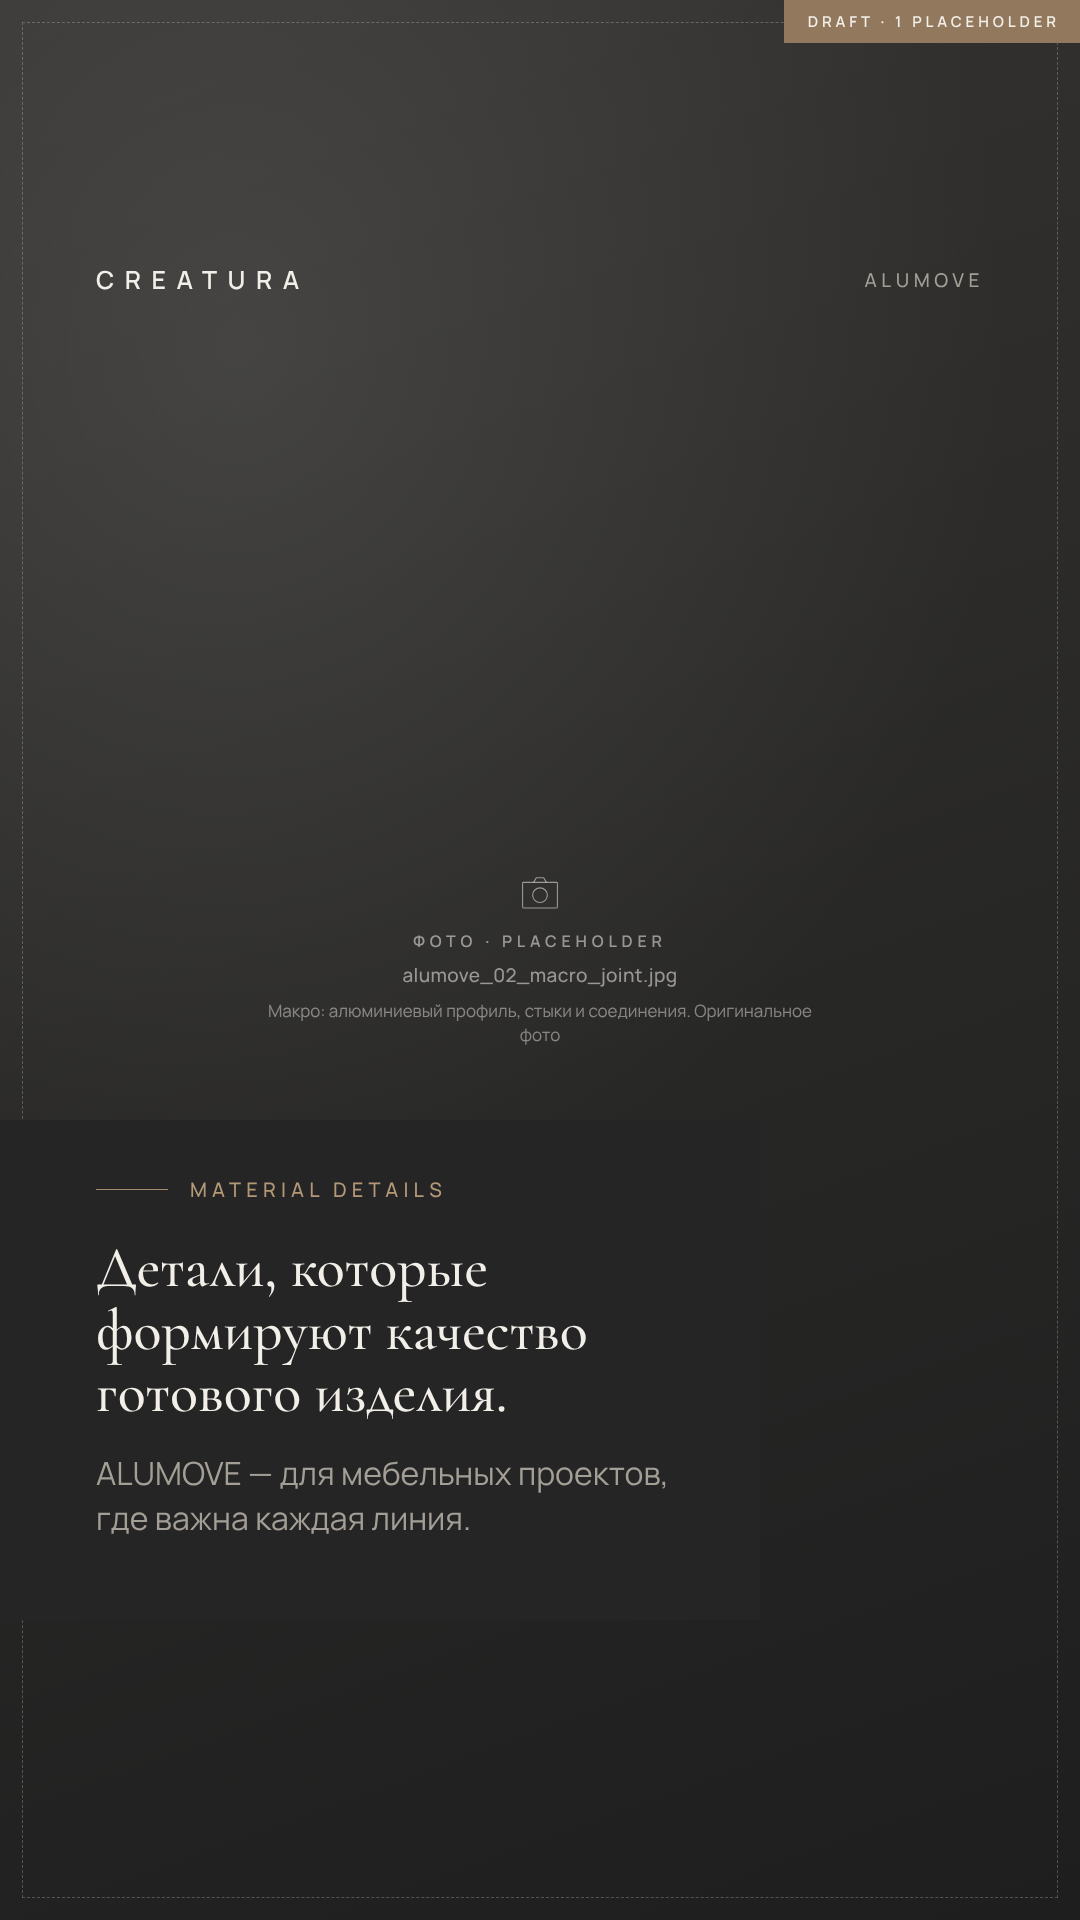 DRAFT · 1 PLACEHOLDER
CREATURA
ALUMOVE
ФОТО · PLACEHOLDER
alumove_02_macro_joint.jpg
Макро: алюминиевый профиль, стыки и соединения. Оригинальное
фото
MATERIAL DETAILS
Детали, которые
формируют качество
готового изделия.
ALUMOVE — для мебельных проектов,
где важна каждая линия.